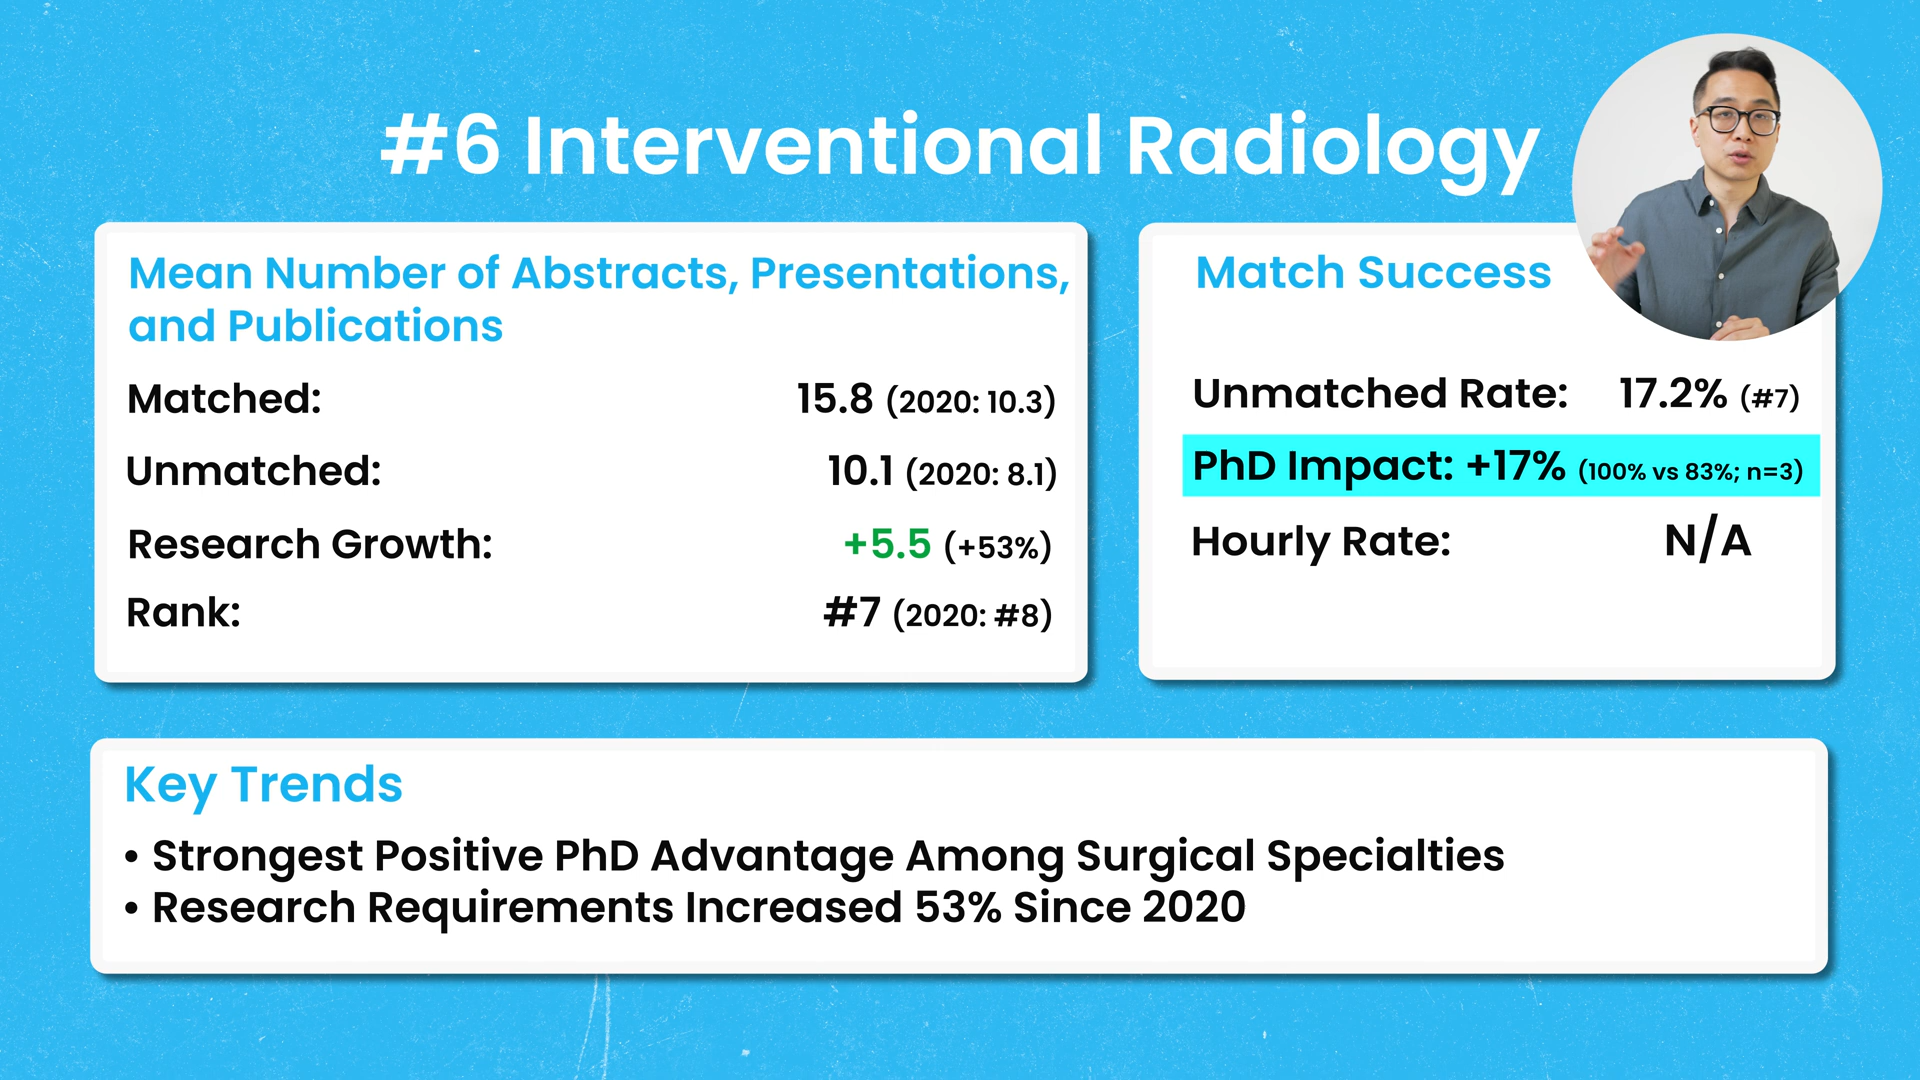 #6 Interventional Radiology
Mean Number of Abstracts, Presentations,
and Publications
Matched: 15.8 (2020: 10.3)
Unmatched: 10.1 (2020: 8.1)
Research Growth: +5.5 (+53%)
Rank: #7 (2020: #8)
Match Success
Unmatched Rate: 17.2% (#7)
PhD Impact: +17% (100% vs 83%; n=3)
Hourly Rate: N/A
Key Trends
• Strongest Positive PhD Advantage Among Surgical Specialties
• Research Requirements Increased 53% Since 2020